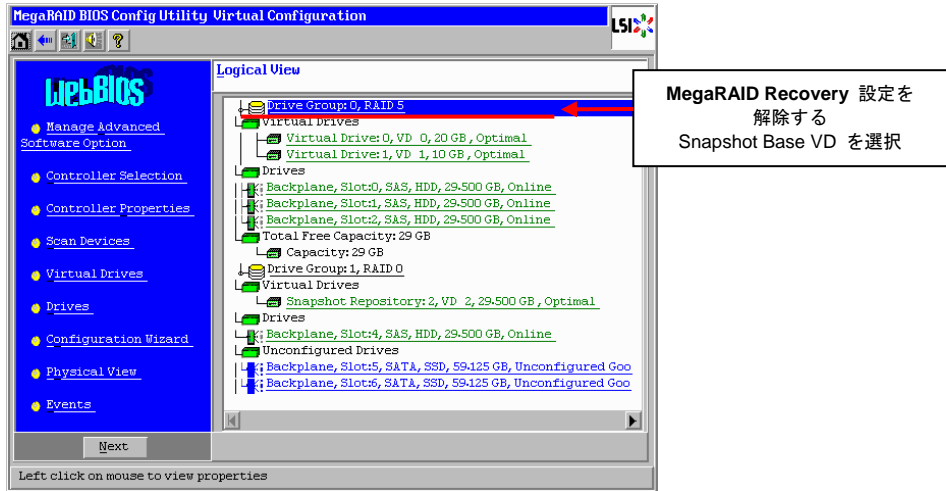 MegaRAID BIOS Config Utility Virtual Configuration
LSI
WebBIOS
Manage Advanced
Software Option
Controller Selection
Controller Properties
Scan Devices
Virtual Drives
Drives
Configuration Wizard
Physical View
Events
Next
Logical View
Drive Group: 0, RAID 5
Virtual Drives
Virtual Drive: 0, VD 0, 20 GB, Optimal
Virtual Drive: 1, VD 1, 10 GB, Optimal
Drives
Backplane, Slot:0, SAS, HDD, 29.500 GB, Online
Backplane, Slot:1, SAS, HDD, 29.500 GB, Online
Backplane, Slot:2, SAS, HDD, 29.500 GB, Online
Total Free Capacity: 29 GB
Capacity: 29 GB
Drive Group: 1, RAID 0
Virtual Drives
Snapshot Repository: 2, VD 2, 29.500 GB, Optimal
Drives
Backplane, Slot:4, SAS, HDD, 29.500 GB, Online
Unconfigured Drives
Backplane, Slot:5, SATA, SSD, 59.125 GB, Unconfigured Goo
Backplane, Slot:6, SATA, SSD, 59.125 GB, Unconfigured Goo
MegaRAID Recovery 設定を
解除する
Snapshot Base VD を選択
Left click on mouse to view properties